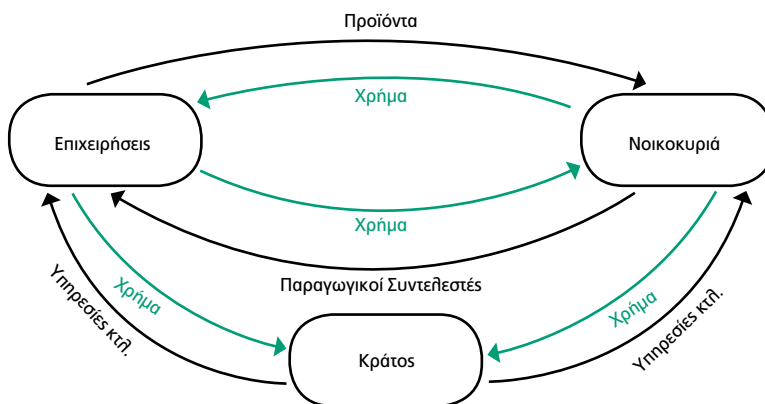 Προϊόντα
Χρήμα
Επιχειρήσεις
Νοικοκυριά
Χρήμα
Παραγωγικοί Συντελεστές
Υπηρεσίες κτλ.
Χρήμα
Χρήμα
Υπηρεσίες κτλ.
Κράτος